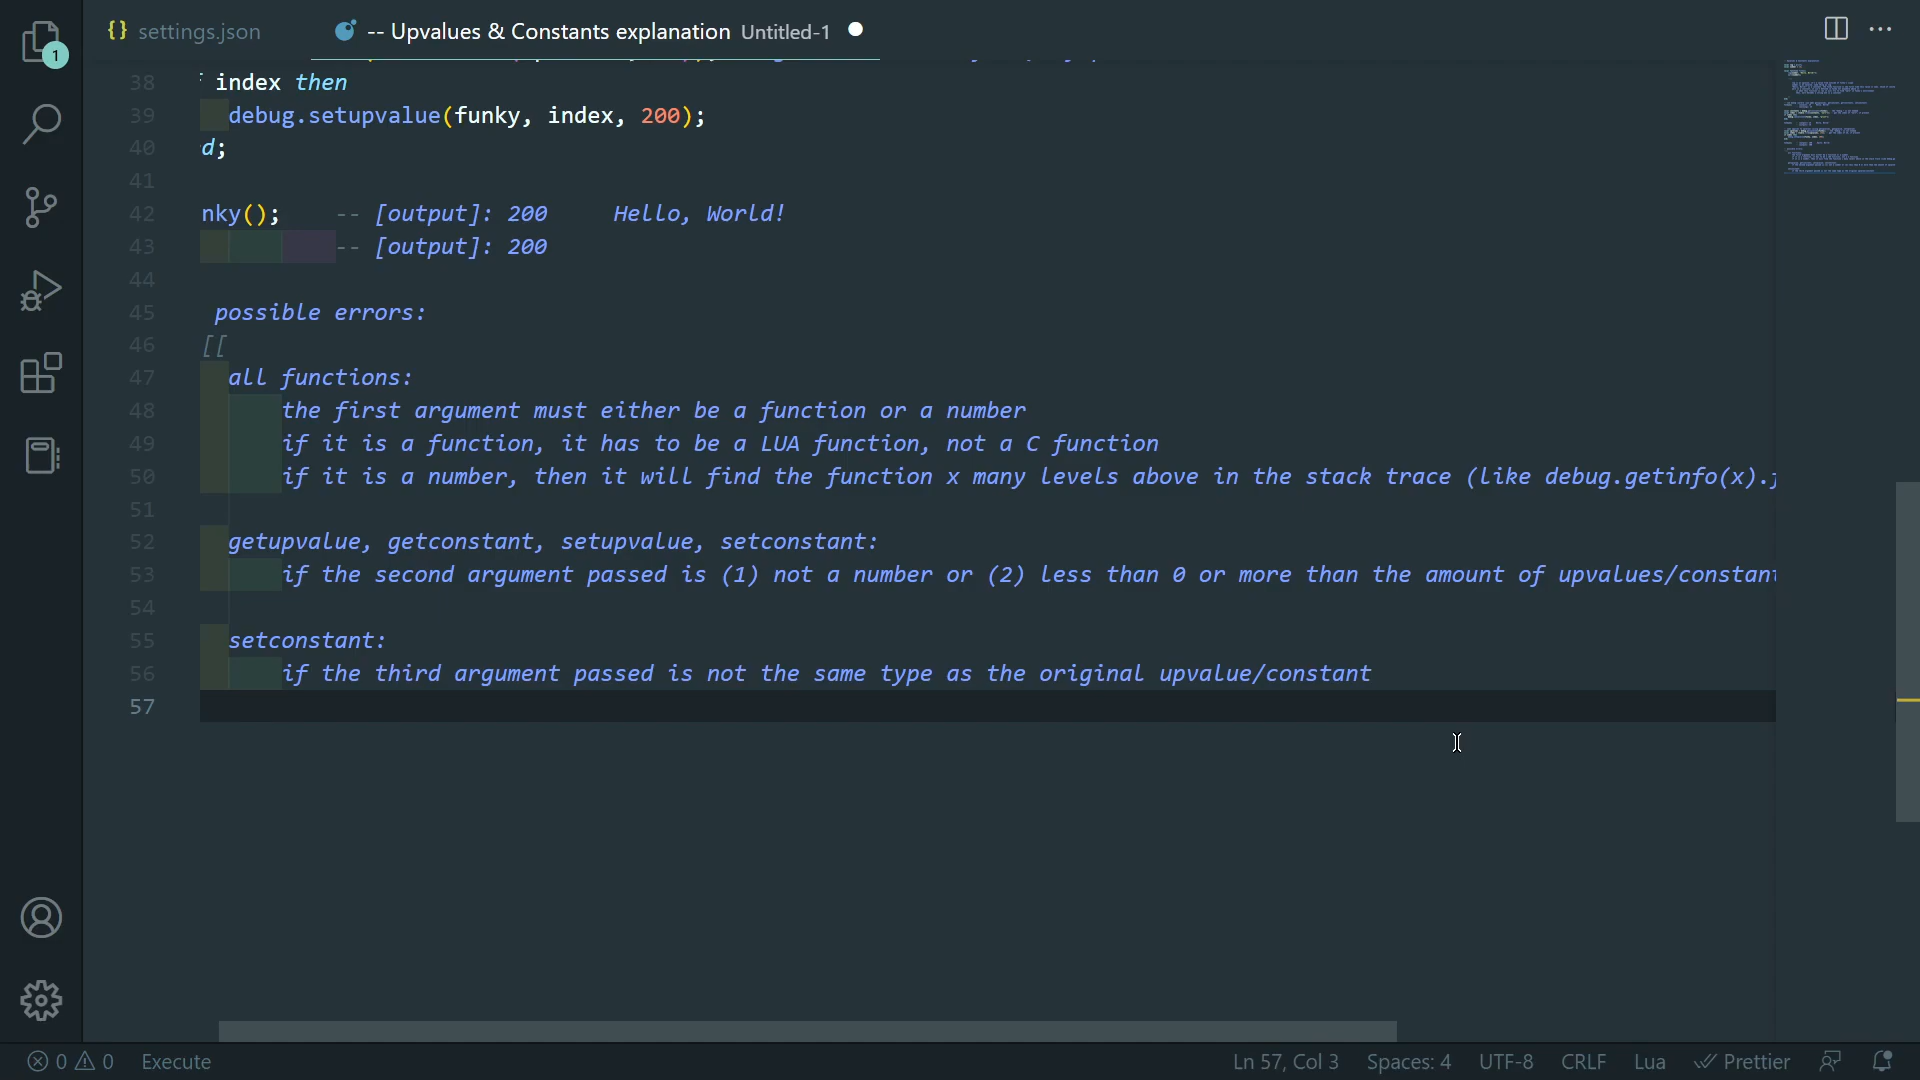 1
{} settings.json
-- Upvalues & Constants explanation Untitled-1
38 index then
39 debug.setupvalue(funky, index, 200);
40 d;
41
42 nky(); -- [output]: 200 Hello, World!
43 -- [output]: 200
44
45 possible errors:
46 [[
47 all functions:
48 the first argument must either be a function or a number
49 if it is a function, it has to be a LUA function, not a C function
50 if it is a number, then it will find the function x many levels above in the stack trace (like debug.getinfo(x).
51
52 getupvalue, getconstant, setupvalue, setconstant:
53 if the second argument passed is (1) not a number or (2) less than 0 or more than the amount of upvalues/constan
54
55 setconstant:
56 if the third argument passed is not the same type as the original upvalue/constant
57
0 0 Execute Ln 57, Col 3 Spaces: 4 UTF-8 CRLF Lua Prettier